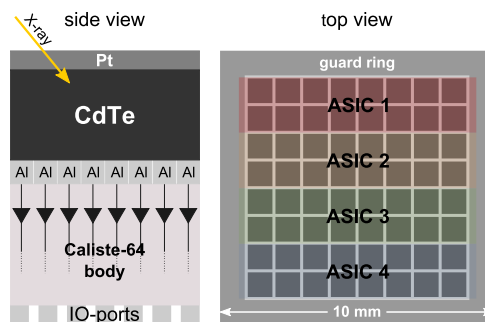 side view
X-ray
Pt
CdTe
Al Al Al Al Al Al Al Al
Caliste-64
body
IO-ports
top view
guard ring
ASIC 1
ASIC 2
ASIC 3
ASIC 4
10 mm